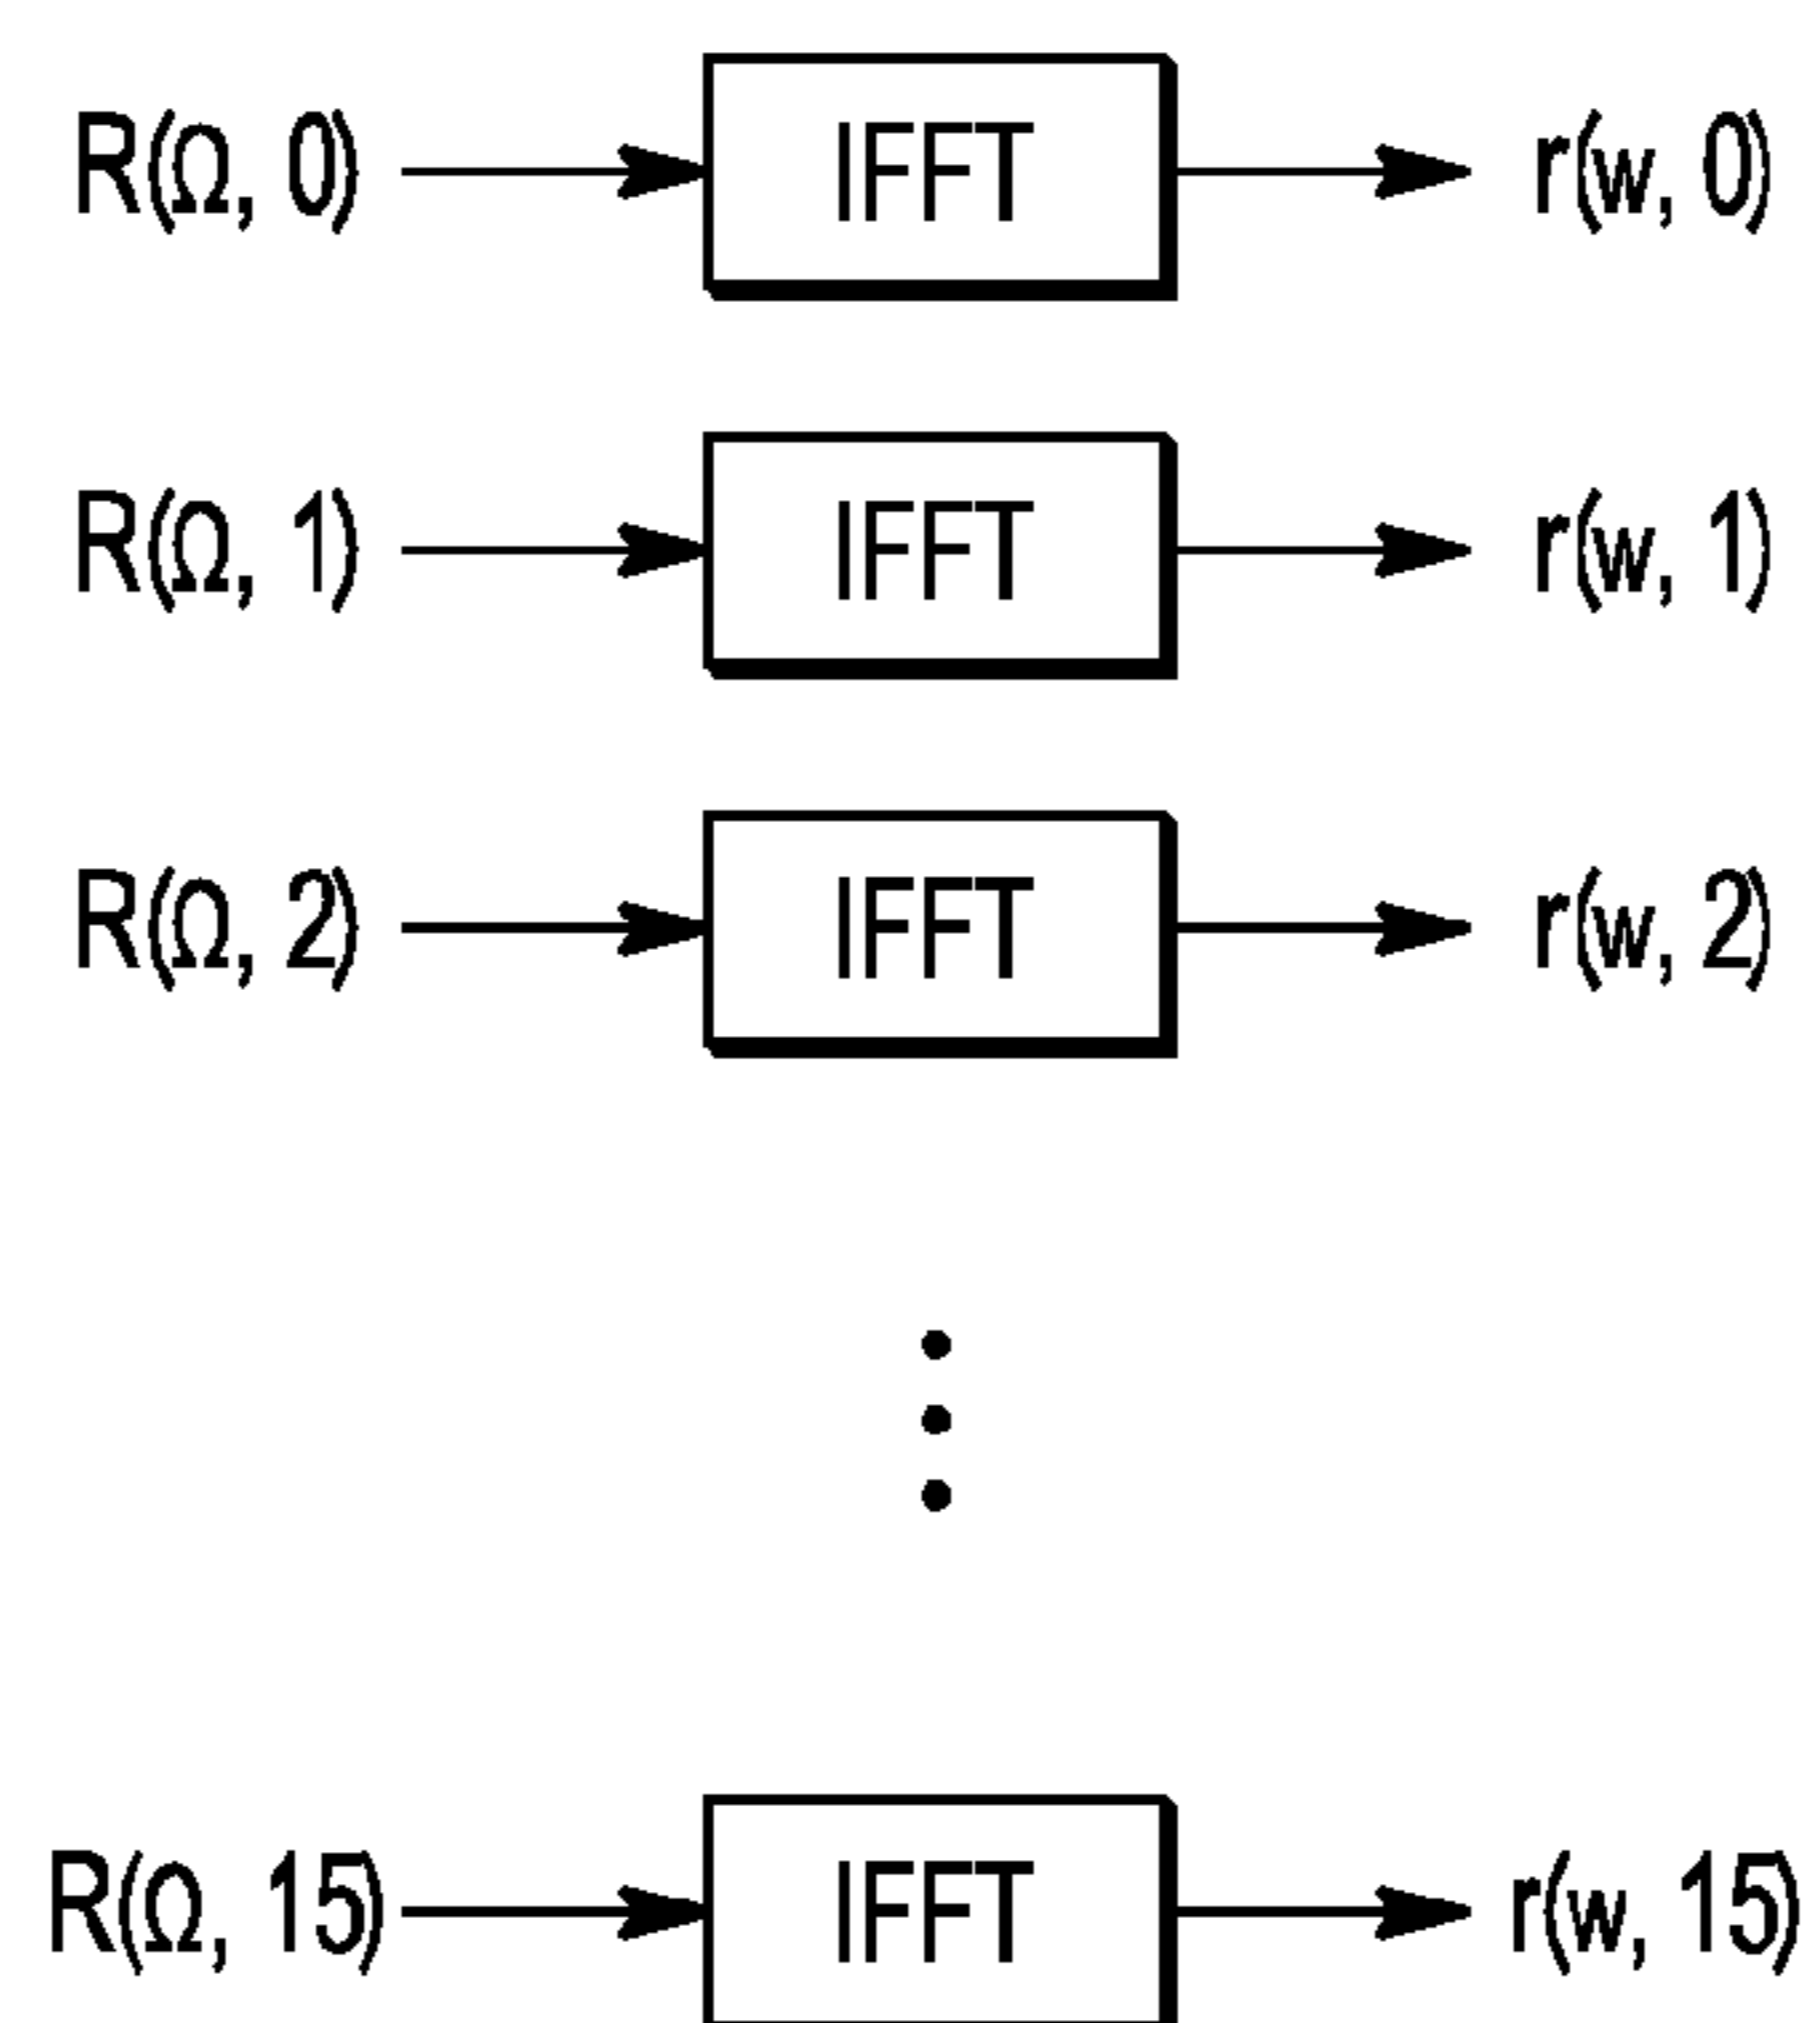 R(Ω, 0) IFFT r(w, 0)
R(Ω, 1) IFFT r(w, 1)
R(Ω, 2) IFFT r(w, 2)
R(Ω, 15) IFFT r(w, 15)